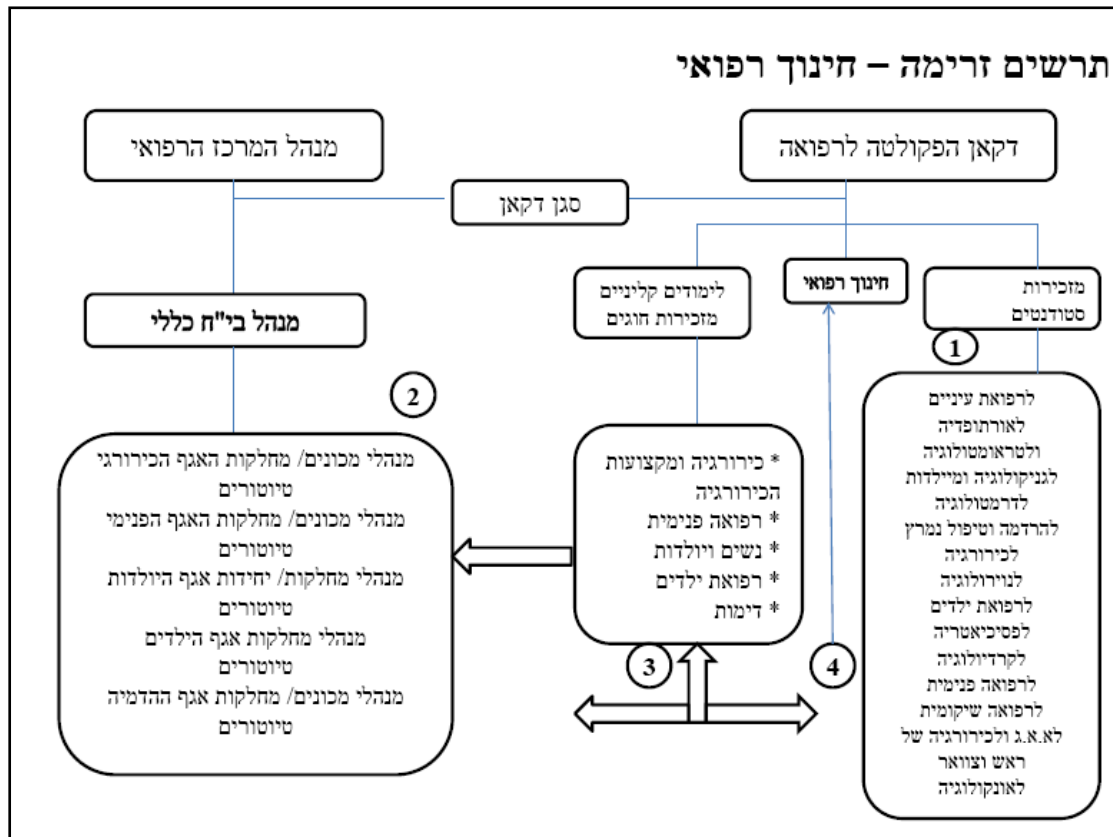 תרשים זרימה – חינוך רפואי
דקאן הפקולטה לרפואה
מנהל המרכז הרפואי
סגן דקאן
מזכירות
סטודנטים
חינוך רפואי
לימודים קליניים
מזכירות חוגים
מנהל בי"ח כללי
1
לרפואת עיניים
לאורתופדיה
ולטראומטולוגיה
לגניקולוגיה ומיילדות
לדרמטולוגיה
להרדמה וטיפול נמרץ
לכירורגיה
לנוירולוגיה
לרפואת ילדים
לפסיכיאטריה
לקרדיולוגיה
לרפואה פנימית
לרפואה שיקומית
לא.א.ג ולכירורגיה של
ראש וצוואר
לאונקולוגיה
* כירורגיה ומקצועות
הכירורגיה
* רפואה פנימית
* נשים ויולדות
* רפואת ילדים
* דימות
2
מנהלי מכונים/ מחלקות האגף הכירורגי
טיוטורים
מנהלי מכונים/ מחלקות האגף הפנימי
טיוטורים
מנהלי מחלקות/ יחידות אגף היולדות
טיוטורים
מנהלי מחלקות אגף הילדים
טיוטורים
מנהלי מכונים/ מחלקות אגף ההדמיה
טיוטורים
3
4